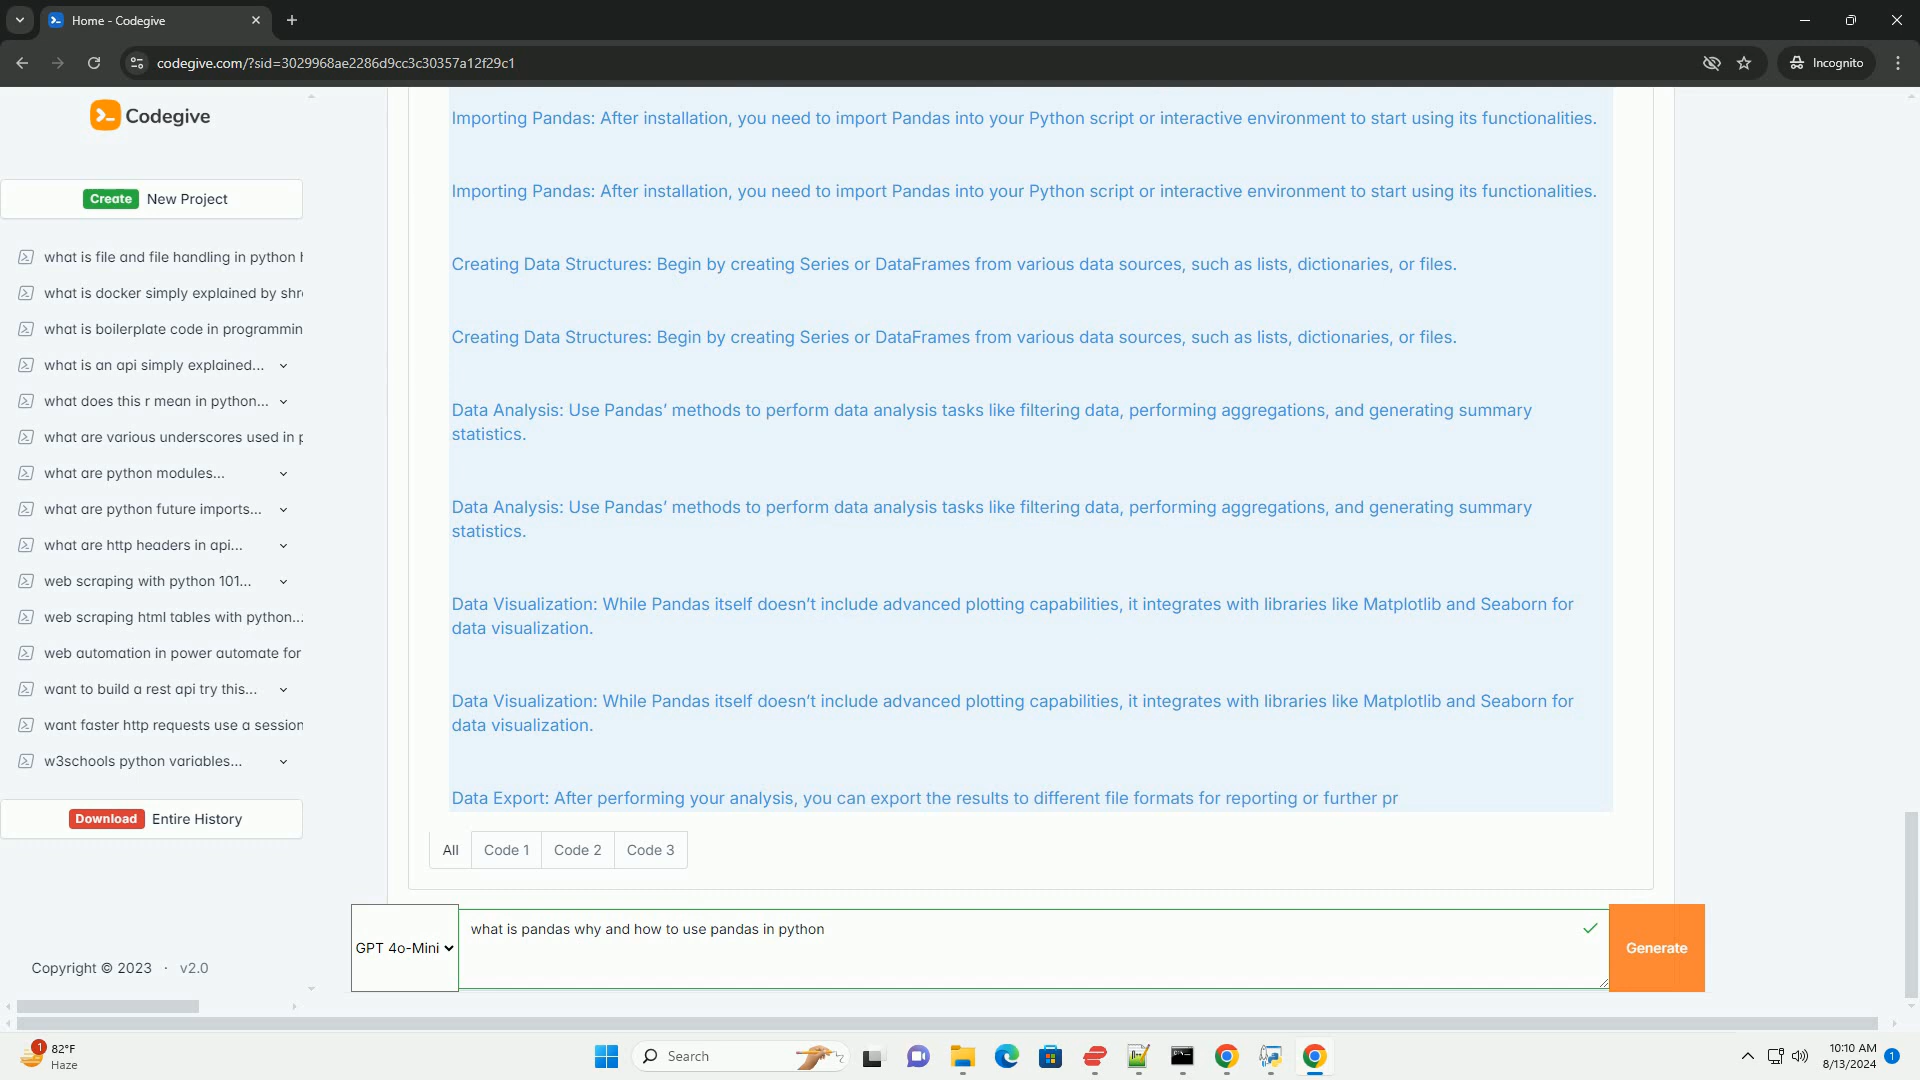 Home - Codegive
codegive.com/?sid=3029968ae2286d9cc3c30357a12f29c1
Incognito
Codegive
Create New Project
what is file and file handling in python h
what is docker simply explained by shr
what is boilerplate code in programmin
what is an api simply explained...
what does this r mean in python...
what are various underscores used in p
what are python modules...
what are python future imports...
what are http headers in api...
web scraping with python 101...
web scraping html tables with python...
web automation in power automate for
want to build a rest api try this...
want faster http requests use a session
w3schools python variables...
Download Entire History
Copyright © 2023 · v2.0
Importing Pandas: After installation, you need to import Pandas into your Python script or interactive environment to start using its functionalities.
Importing Pandas: After installation, you need to import Pandas into your Python script or interactive environment to start using its functionalities.
Creating Data Structures: Begin by creating Series or DataFrames from various data sources, such as lists, dictionaries, or files.
Creating Data Structures: Begin by creating Series or DataFrames from various data sources, such as lists, dictionaries, or files.
Data Analysis: Use Pandas’ methods to perform data analysis tasks like filtering data, performing aggregations, and generating summary
statistics.
Data Analysis: Use Pandas’ methods to perform data analysis tasks like filtering data, performing aggregations, and generating summary
statistics.
Data Visualization: While Pandas itself doesn’t include advanced plotting capabilities, it integrates with libraries like Matplotlib and Seaborn for
data visualization.
Data Visualization: While Pandas itself doesn’t include advanced plotting capabilities, it integrates with libraries like Matplotlib and Seaborn for
data visualization.
Data Export: After performing your analysis, you can export the results to different file formats for reporting or further pr
All Code 1 Code 2 Code 3
GPT 4o-Mini
what is pandas why and how to use pandas in python
Generate
1
82°F
Haze
Search
10:10 AM
8/13/2024
1